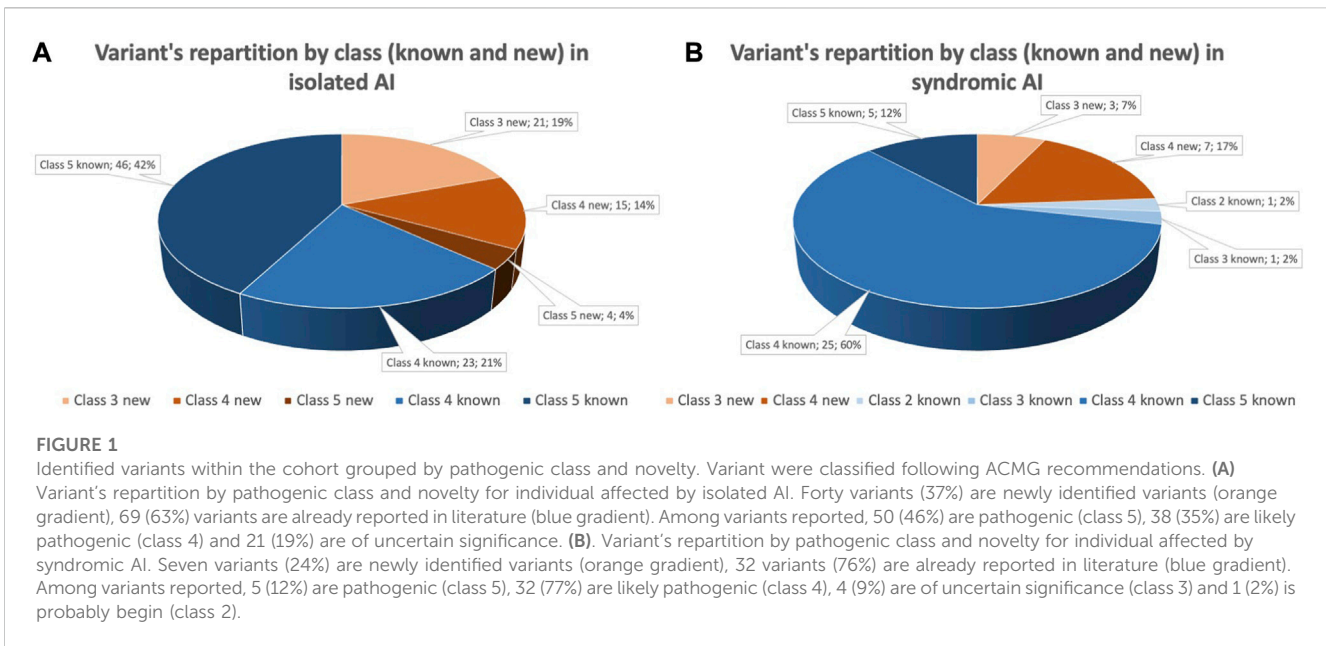 A
Variant's repartition by class (known and new) in
isolated AI
Class 3 new; 21; 19%
Class 5 known; 46; 42%
Class 4 new; 15; 14%
Class 5 new; 4; 4%
Class 4 known; 23; 21%
Class 3 new Class 4 new Class 5 new Class 4 known Class 5 known
B
Variant's repartition by class (known and new) in
syndromic AI
Class 5 known; 5; 12%
Class 3 new; 3; 7%
Class 4 new; 7; 17%
Class 2 known; 1; 2%
Class 3 known; 1; 2%
Class 4 known; 25; 60%
Class 3 new Class 4 new Class 2 known Class 3 known Class 4 known Class 5 known
FIGURE 1
Identified variants within the cohort grouped by pathogenic class and novelty. Variant were classified following ACMG recommendations. (A)
Variant's repartition by pathogenic class and novelty for individual affected by isolated AI. Forty variants (37%) are newly identified variants (orange
gradient), 69 (63%) variants are already reported in literature (blue gradient). Among variants reported, 50 (46%) are pathogenic (class 5), 38 (35%) are likely
pathogenic (class 4) and 21 (19%) are of uncertain significance. (B). Variant's repartition by pathogenic class and novelty for individual affected by
syndromic AI. Seven variants (24%) are newly identified variants (orange gradient), 32 variants (76%) are already reported in literature (blue gradient).
Among variants reported, 5 (12%) are pathogenic (class 5), 32 (77%) are likely pathogenic (class 4), 4 (9%) are of uncertain significance (class 3) and 1 (2%) is
probably begin (class 2).